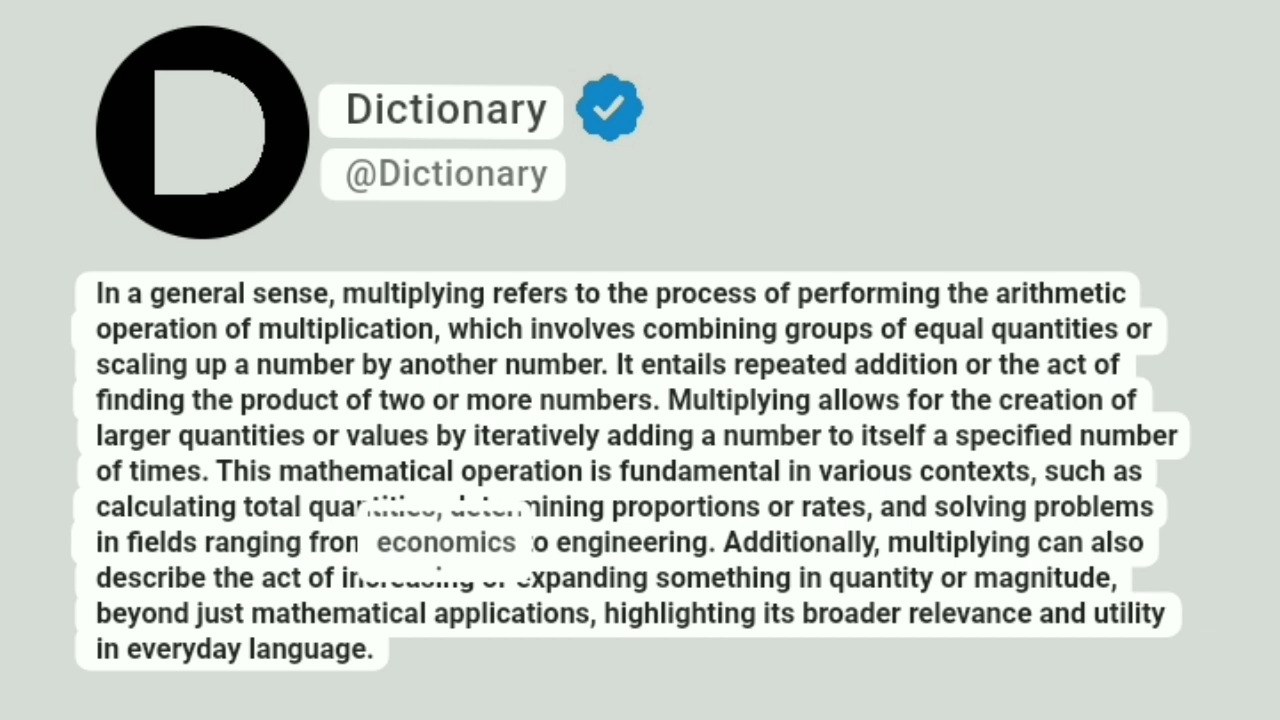 D
Dictionary
@Dictionary
In a general sense, multiplying refers to the process of performing the arithmetic
operation of multiplication, which involves combining groups of equal quantities or
scaling up a number by another number. It entails repeated addition or the act of
finding the product of two or more numbers. Multiplying allows for the creation of
larger quantities or values by iteratively adding a number to itself a specified number
of times. This mathematical operation is fundamental in various contexts, such as
calculating total quantities, determining proportions or rates, and solving problems
in fields ranging from economics to engineering. Additionally, multiplying can also
describe the act of increasing or expanding something in quantity or magnitude,
beyond just mathematical applications, highlighting its broader relevance and utility
in everyday language.